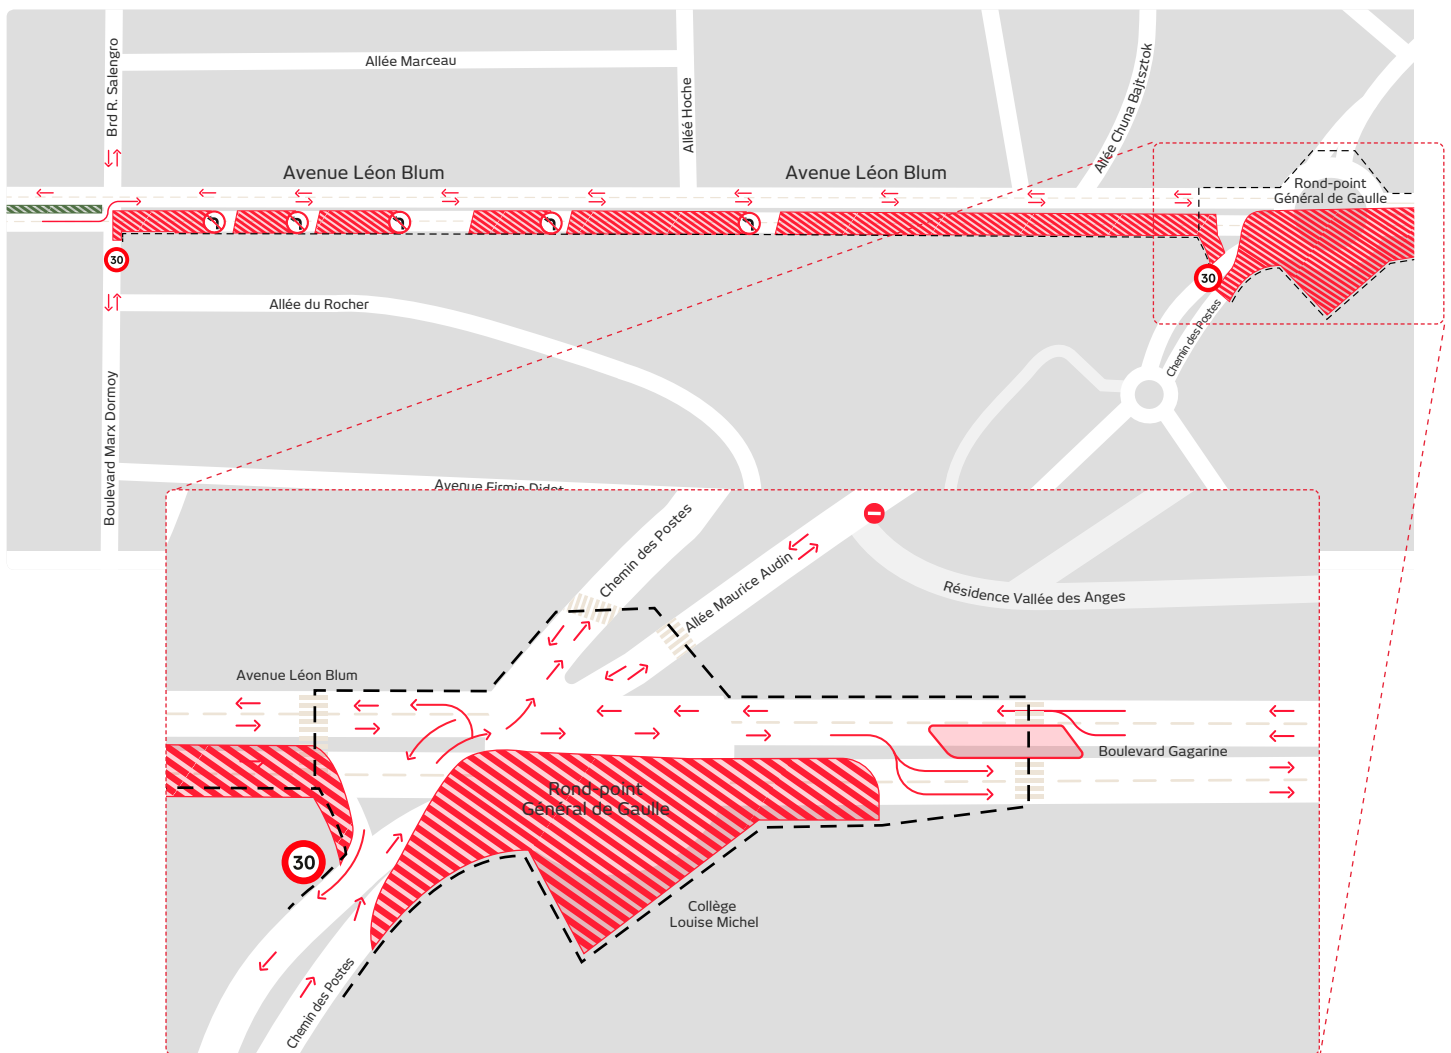 Brd R. Salengro
Allée Marceau
Alléé Hoche
Allée Chuna Bajtsztok
Avenue Léon Blum
Avenue Léon Blum
Rond-point
Général de Gaulle
30
30
Allée du Rocher
Chemin des Postes
Boulevard Marx Dormoy
Avenue Firmin Didot
Chemin des Postes
Allée Maurice Audin
Résidence Vallée des Anges
Avenue Léon Blum
Boulevard Gagarine
Rond-point
Général de Gaulle
30
Collège
Louise Michel
Chemin des Postes